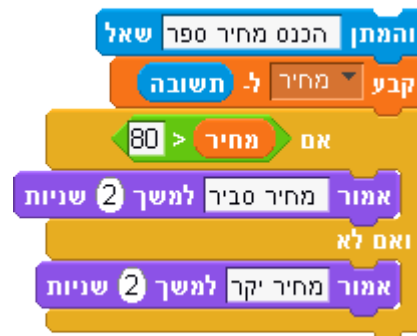 והמתן הכנס מחיר ספר שאל
קבע מחיר ל- תשובה
אם מחיר < 80
אמור מחיר סביר למשך 2 שניות
ואם לא
אמור מחיר יקר למשך 2 שניות